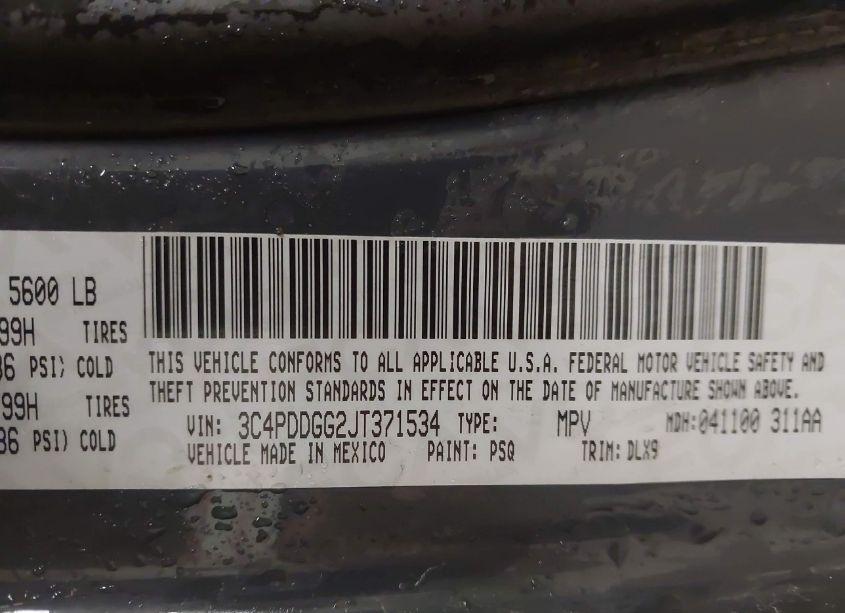 5600 LB
99H TIRES
36 PSI) COLD
99H TIRES
36 PSI) COLD
THIS VEHICLE CONFORMS TO ALL APPLICABLE U.S.A. FEDERAL MOTOR VEHICLE SAFETY AND
THEFT PREVENTION STANDARDS IN EFFECT ON THE DATE OF MANUFACTURE SHOWN ABOVE.
VIN: 3C4PDDGG2JT371534 TYPE: MPV MDH: 041100 311AA
VEHICLE MADE IN MEXICO PAINT: PSQ TRIM: DLX9